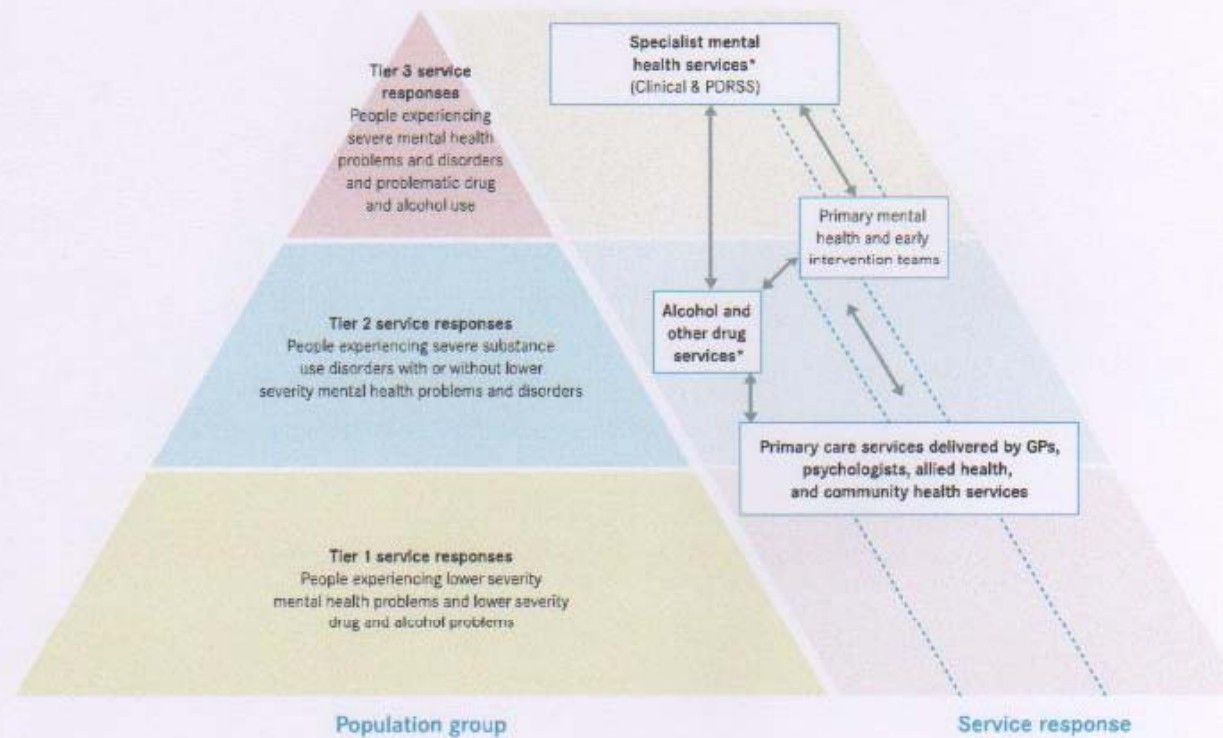 Tier 3 service
responses
People experiencing
severe mental health
problems and disorders
and problematic drug
and alcohol use
Tier 2 service responses
People experiencing severe substance
use disorders with or without lower
severity mental health problems and disorders
Tier 1 service responses
People experiencing lower severity
mental health problems and lower severity
drug and alcohol problems
Population group
Specialist mental
health services*
(Clinical & PDRSS)
Primary mental
health and early
intervention teams
Alcohol and
other drug
services*
Primary care services delivered by GPs,
psychologists, allied health,
and community health services
Service response